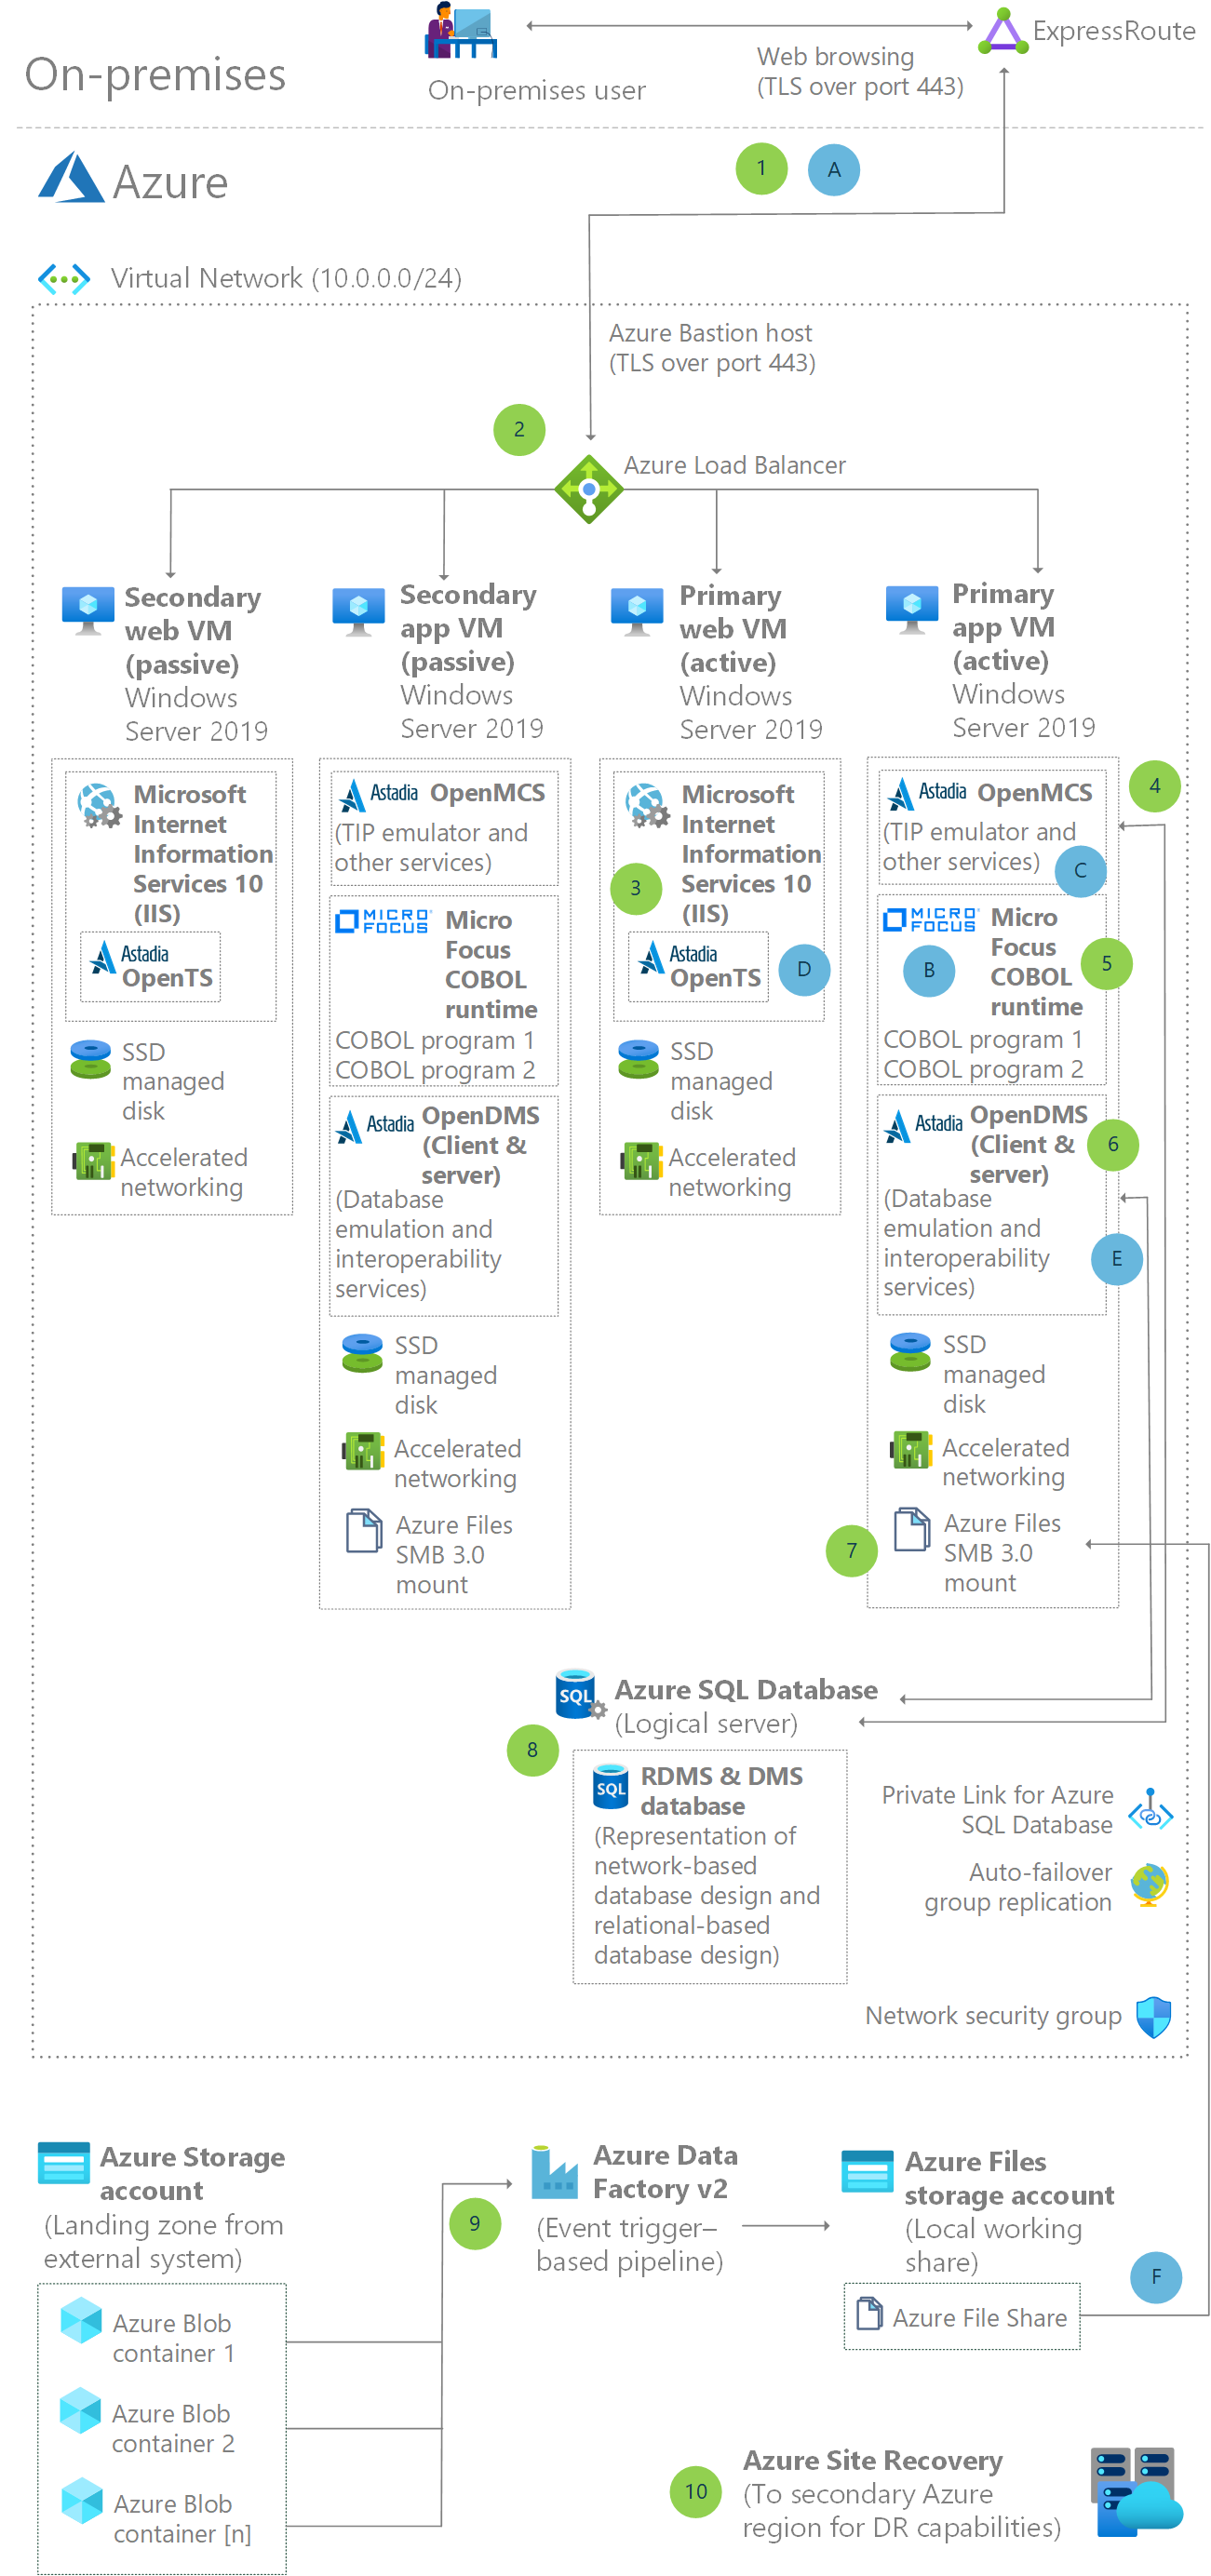 On-premises
On-premises user
Web browsing
(TLS over port 443)
ExpressRoute
1
A
Azure
Virtual Network (10.0.0.0/24)
Azure Bastion host
(TLS over port 443)
2
Azure Load Balancer
Secondary
web VM
(passive)
Windows
Server 2019
Microsoft
Internet
Information
Services 10
(IIS)
Astadia
OpenTS
SSD
managed
disk
Accelerated
networking
Secondary
app VM
(passive)
Windows
Server 2019
Astadia OpenMCS
(TIP emulator and
other services)
MICRO
FOCUS
Micro
Focus
COBOL
runtime
COBOL program 1
COBOL program 2
Astadia OpenDMS
(Client &
server)
(Database
emulation and
interoperability
services)
SSD
managed
disk
Accelerated
networking
Azure Files
SMB 3.0
mount
Primary
web VM
(active)
Windows
Server 2019
Microsoft
Internet
Information
Services 10
(IIS)
3
Astadia
OpenTS
D
SSD
managed
disk
Accelerated
networking
Primary
app VM
(active)
Windows
Server 2019
4
Astadia OpenMCS
(TIP emulator and
other services)
C
MICRO
FOCUS
Micro
Focus
COBOL
runtime
B
5
COBOL program 1
COBOL program 2
Astadia OpenDMS
(Client &
server)
6
(Database
emulation and
interoperability
services)
E
SSD
managed
disk
Accelerated
networking
7
Azure Files
SMB 3.0
mount
SQL
Azure SQL Database
(Logical server)
8
SQL
RDMS & DMS
database
(Representation of
network-based
database design and
relational-based
database design)
Private Link for Azure
SQL Database
Auto-failover
group replication
Network security group
Azure Storage
account
(Landing zone from
external system)
Azure Blob
container 1
Azure Blob
container 2
Azure Blob
container [n]
9
Azure Data
Factory v2
(Event trigger–
based pipeline)
Azure Files
storage account
(Local working
share)
F
Azure File Share
10
Azure Site Recovery
(To secondary Azure
region for DR capabilities)